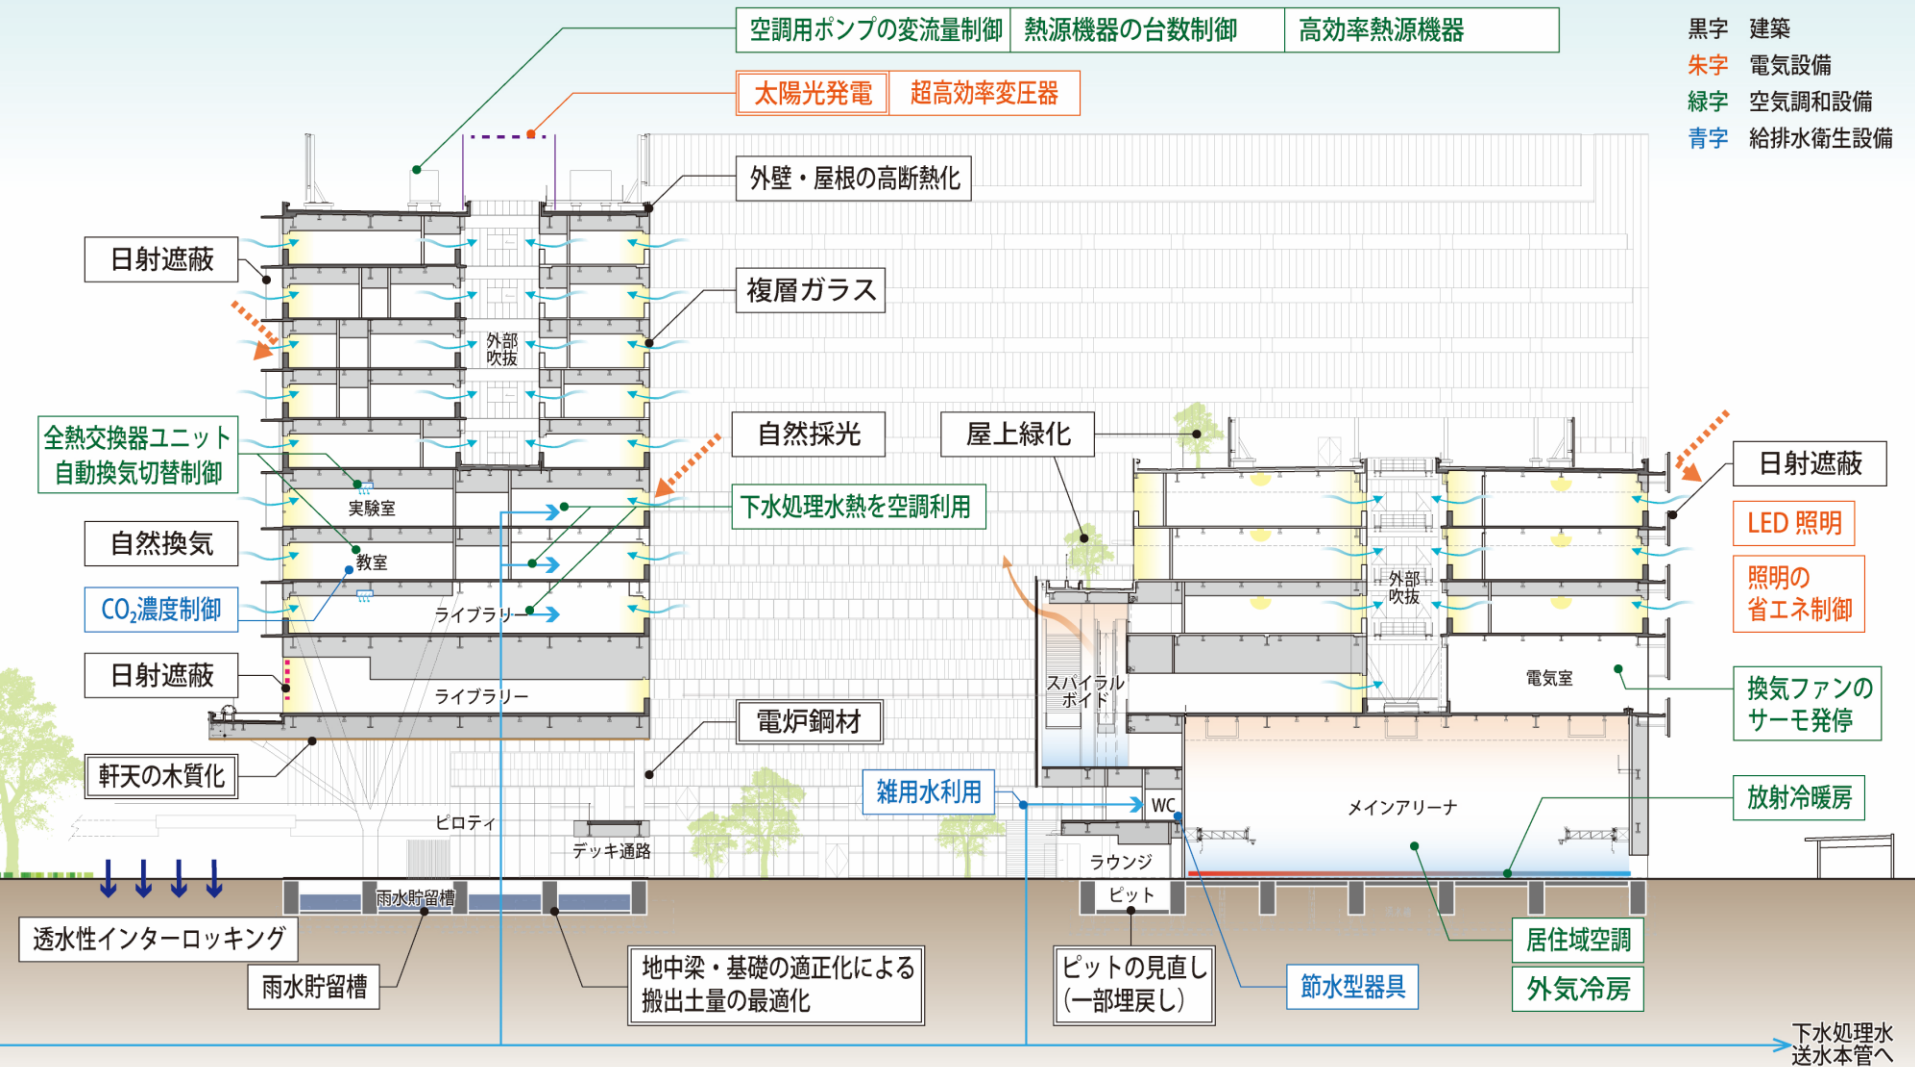 空調用ポンプの変流量制御
熱源機器の台数制御
高効率熱源機器
黒字 建築
朱字 電気設備
緑字 空気調和設備
青字 給排水衛生設備
太陽光発電
超高効率変圧器
外壁・屋根の高断熱化
日射遮蔽
複層ガラス
外部
吹抜
全熱交換器ユニット
自動換気切替制御
自然採光
屋上緑化
日射遮蔽
実験室
下水処理水熱を空調利用
LED 照明
自然換気
教室
外部
吹抜
照明の
省エネ制御
CO₂濃度制御
ライブラリー
日射遮蔽
ライブラリー
スパイラル
ボイド
電気室
換気ファンの
サーモ発停
電炉鋼材
軒天の木質化
雑用水利用
WC
メインアリーナ
放射冷暖房
ピロティ
デッキ通路
ラウンジ
雨水貯留槽
ピット
透水性インターロッキング
雨水貯留槽
地中梁・基礎の適正化による
搬出土量の最適化
ピットの見直し
(一部埋戻し)
節水型器具
居住域空調
外気冷房
下水処理水
送水本管へ